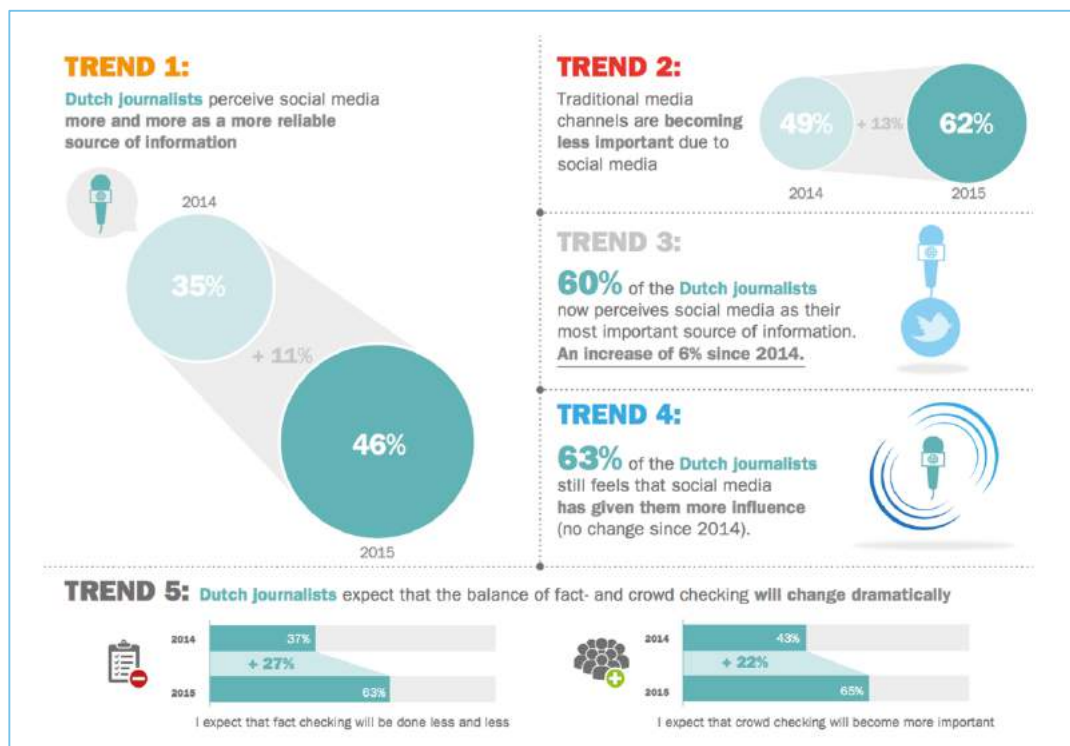 TREND 1:
Dutch journalists perceive social media
more and more as a more reliable
source of information
2014
35%
+ 11%
46%
2015
TREND 2:
Traditional media
channels are becoming
less important due to
social media
49%
+ 13%
62%
2014
2015
TREND 3:
60% of the Dutch journalists
now perceives social media as their
most important source of information.
An increase of 6% since 2014.
TREND 4:
63% of the Dutch journalists
still feels that social media
has given them more influence
(no change since 2014).
TREND 5: Dutch journalists expect that the balance of fact- and crowd checking will change dramatically
2014
37%
+ 27%
2015
63%
I expect that fact checking will be done less and less
2014
43%
+ 22%
2015
65%
I expect that crowd checking will become more important